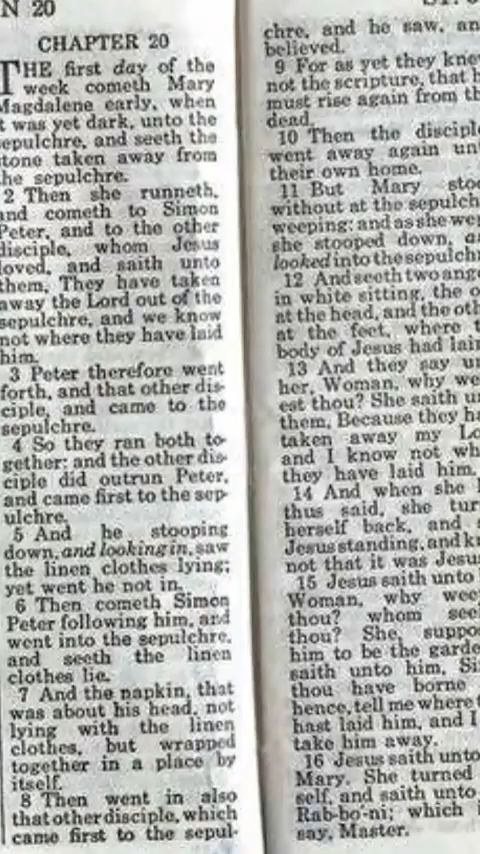 N 20
CHAPTER 20
THE first day of the
week cometh Mary
Magdalene early, when
t was yet dark, unto the
sepulchre, and seeth the
stone taken away from
the sepulchre.
2 Then she runneth,
and cometh to Simon
Peter, and to the other
disciple, whom Jesus
loved, and saith unto
them, They have taken
away the Lord out of the
sepulchre, and we know
not where they have laid
him.
3 Peter therefore went
forth, and that other dis-
ciple, and came to the
sepulchre.
4 So they ran both to-
gether: and the other dis-
ciple did outrun Peter,
and came first to the sep-
ulchre.
5 And he stooping
down, and looking in, saw
the linen clothes lying;
yet went he not in.
6 Then cometh Simon
Peter following him, and
went into the sepulchre,
and seeth the linen
clothes lie.
7 And the napkin, that
was about his head, not
lying with the linen
clothes, but wrapped
together in a place by
itself.
8 Then went in also
that other disciple, which
came first to the sepul-
chre, and he saw, an
believed.
9 For as yet they knew
not the scripture, that h
must rise again from th
dead.
10 Then the disciple
went away again unt
their own home.
11 But Mary stoo
without at the sepulch
weeping: and as she we
she stooped down, a
looked into the sepulchr
12 And seeth two ange
in white sitting, the o
at the head, and the oth
at the feet, where t
body of Jesus had lain
13 And they say un
her, Woman, why we
est thou? She saith u
them, Because they ha
taken away my Lo
and I know not wh
they have laid him.
14 And when she
thus said, she tur
herself back, and s
Jesus standing, and k
not that it was Jesus
15 Jesus saith unto
Woman, why wee
thou? whom see
thou? She, suppo
him to be the garde
saith unto him, Si
thou have borne
hence, tell me where t
hast laid him, and I
take him away.
16 Jesus saith unto
Mary. She turned
self, and saith unto
Rab-bo-ni; which i
say, Master.